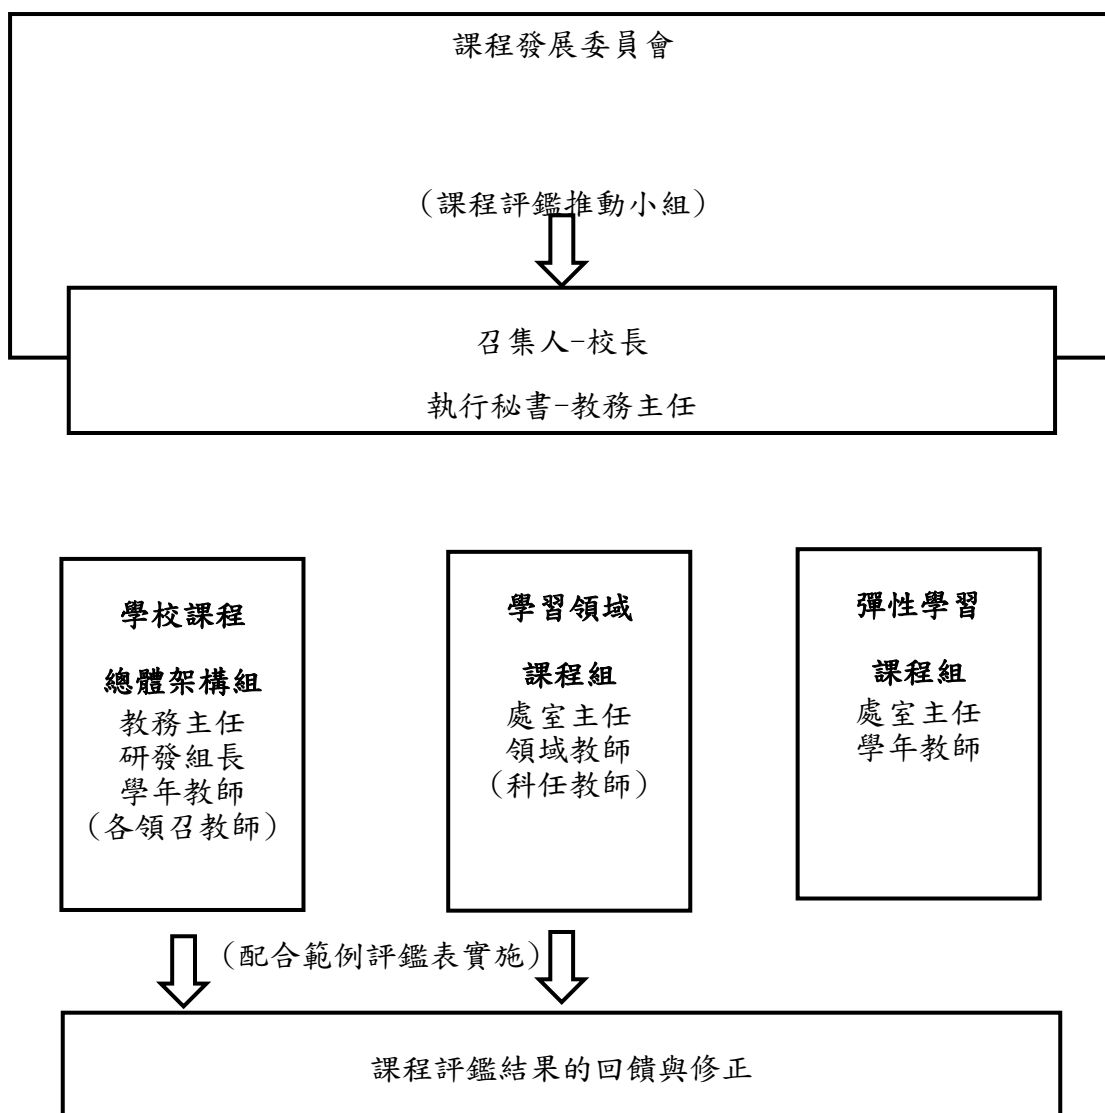 課程發展委員會
(課程評鑑推動小組)
召集人-校長
執行秘書-教務主任
學校課程
總體架構組
教務主任
研發組長
學年教師
(各領召教師)
學習領域
課程組
處室主任
領域教師
(科任教師)
彈性學習
課程組
處室主任
學年教師
(配合範例評鑑表實施)
課程評鑑結果的回饋與修正